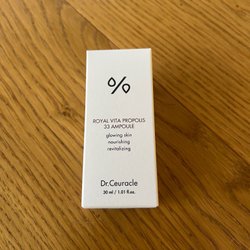 %
ROYAL VITA PROPOLIS
33 AMPOULE
glowing skin
nourishing
revitalizing
Dr.Ceuracle
30 ml / 1.01 fl.oz.